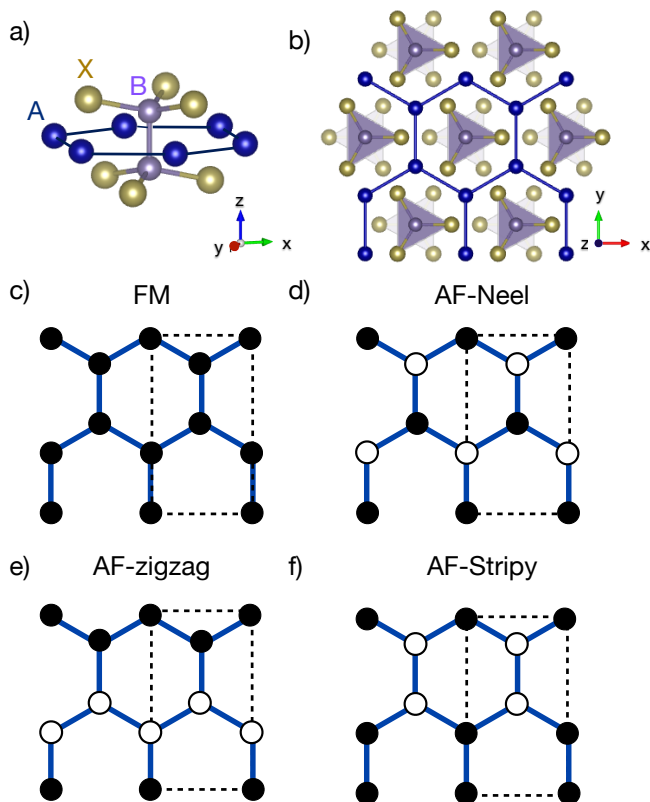 a)
X
B
A
z
x
y
b)
y
z
x
c)
FM
d)
AF-Neel
e)
AF-zigzag
f)
AF-Stripy